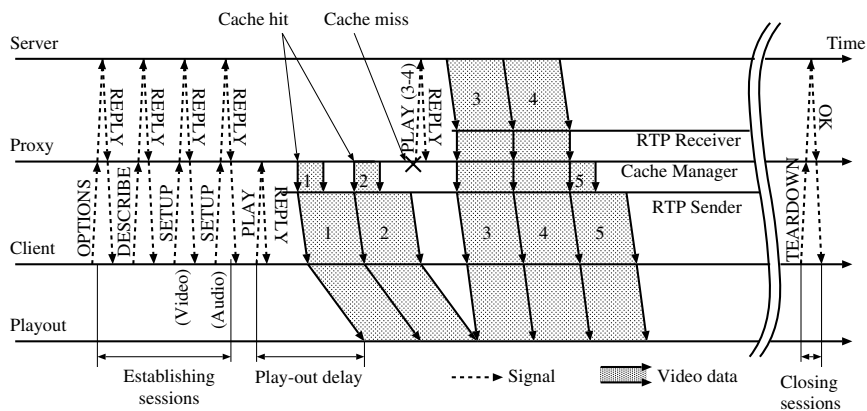 Cache hit
Cache miss
Server
Time
REPLY
REPLY
REPLY
REPLY
PLAY (3-4)
REPLY
3
4
OK
Proxy
RTP Receiver
1
2
5
Cache Manager
RTP Sender
OPTIONS
DESCRIBE
SETUP
SETUP
PLAY
REPLY
1
2
3
4
5
TEARDOWN
Client
(Video)
(Audio)
Playout
Establishing
sessions
Play-out delay
Signal
Video data
Closing
sessions